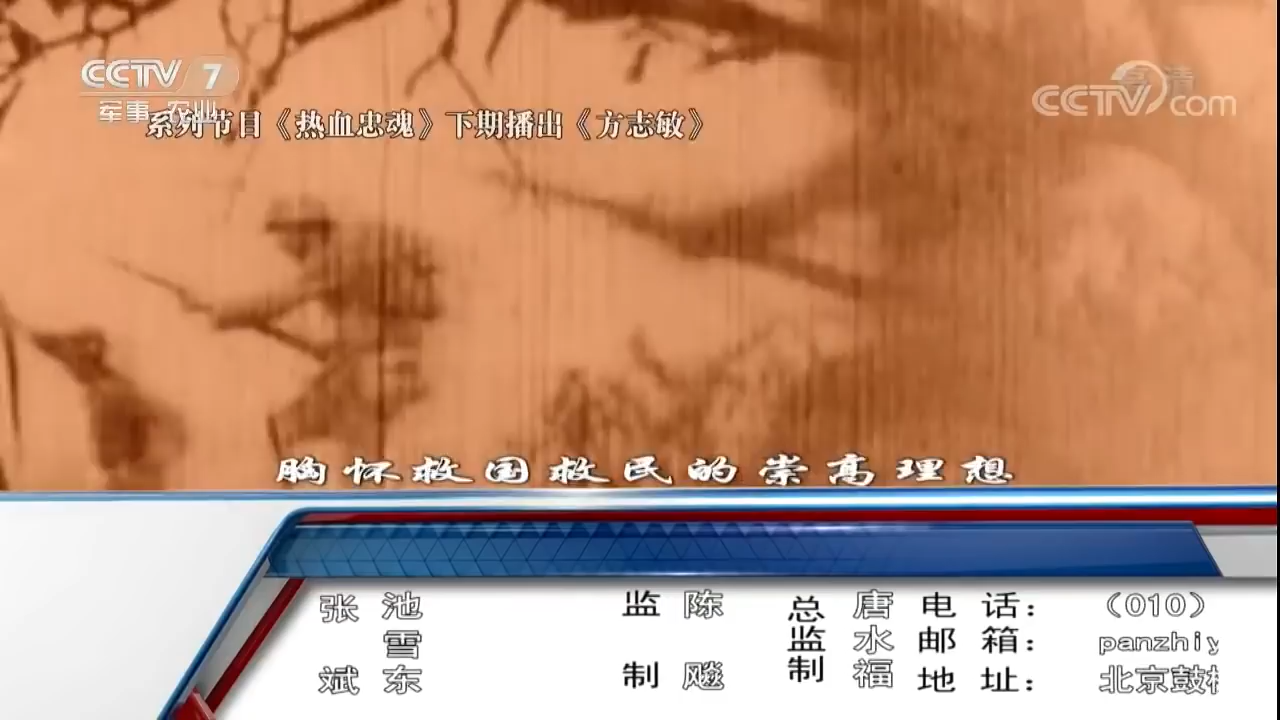 CCTV 7
军事·农业
高清
CCTV.com
系列节目《热血忠魂》下期播出《方志敏》
胸怀救国救民的崇高理想
张斌
池雪东
监制
陈飚
总监制
唐水福
电话：（010）
邮箱：panzhiy
地址：北京鼓楼